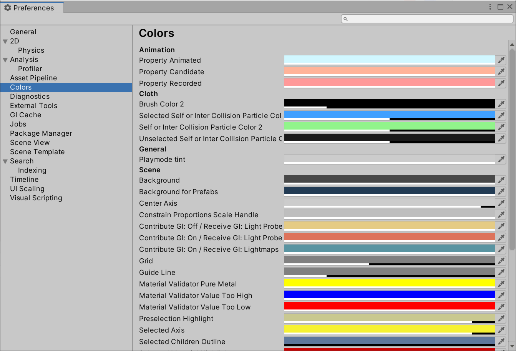 Preferences
General
2D
Physics
Analysis
Profiler
Asset Pipeline
Colors
Diagnostics
External Tools
GI Cache
Jobs
Package Manager
Scene View
Scene Template
Search
Indexing
Timeline
UI Scaling
Visual Scripting
Colors
Animation
Property Animated
Property Candidate
Property Recorded
Cloth
Brush Color 2
Selected Self or Inter Collision Particle Col
Self or Inter Collision Particle Color 2
Unselected Self or Inter Collision Particle C
General
Playmode tint
Scene
Background
Background for Prefabs
Center Axis
Constrain Proportions Scale Handle
Contribute GI: Off / Receive GI: Light Probe
Contribute GI: On / Receive GI: Light Probe
Contribute GI: On / Receive GI: Lightmaps
Grid
Guide Line
Material Validator Pure Metal
Material Validator Value Too High
Material Validator Value Too Low
Preselection Highlight
Selected Axis
Selected Children Outline